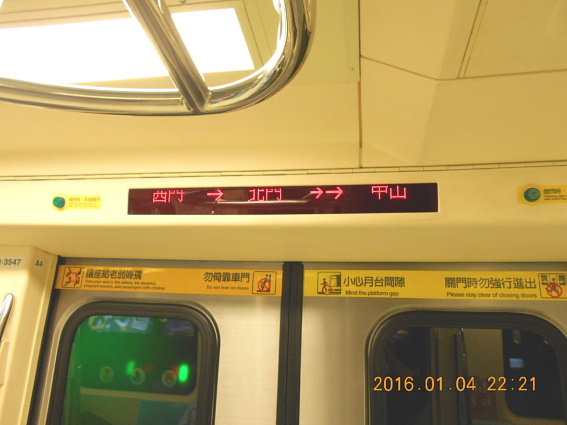 西門 → 北門 →→ 中山
3547 A4
讓座給老弱婦孺
勿倚靠車門
Do not lean on doors
小心月台間隙
Mind the platform gap
關門時勿強行進出
Please stay clear of closing doors
2016.01.04 22:21